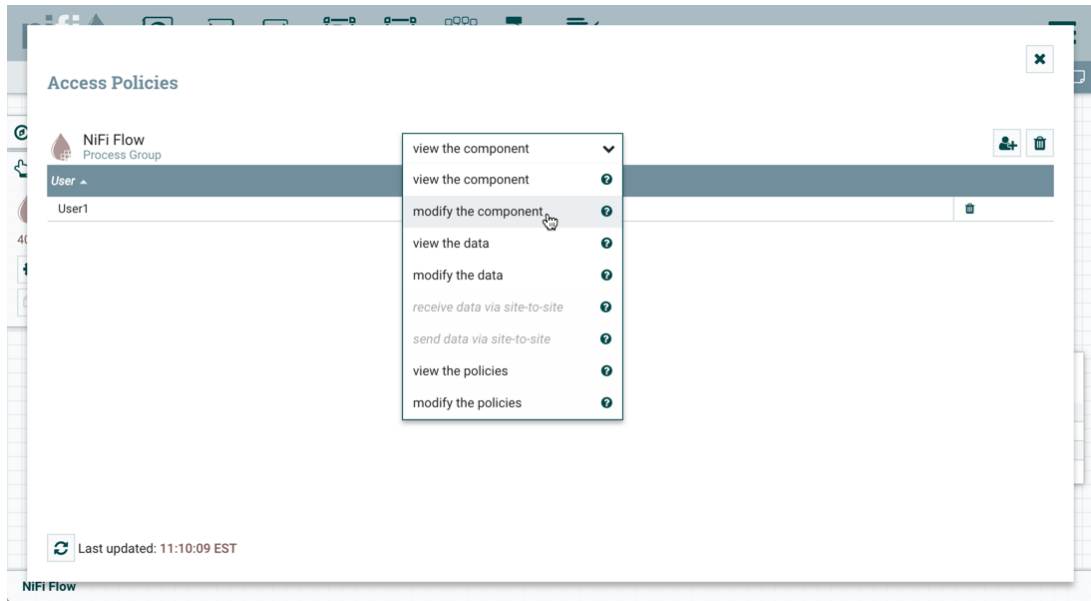 Access Policies
NiFi Flow
Process Group
view the component
User
view the component
User1
modify the component
view the data
modify the data
receive data via site-to-site
send data via site-to-site
view the policies
modify the policies
Last updated: 11:10:09 EST
NiFi Flow